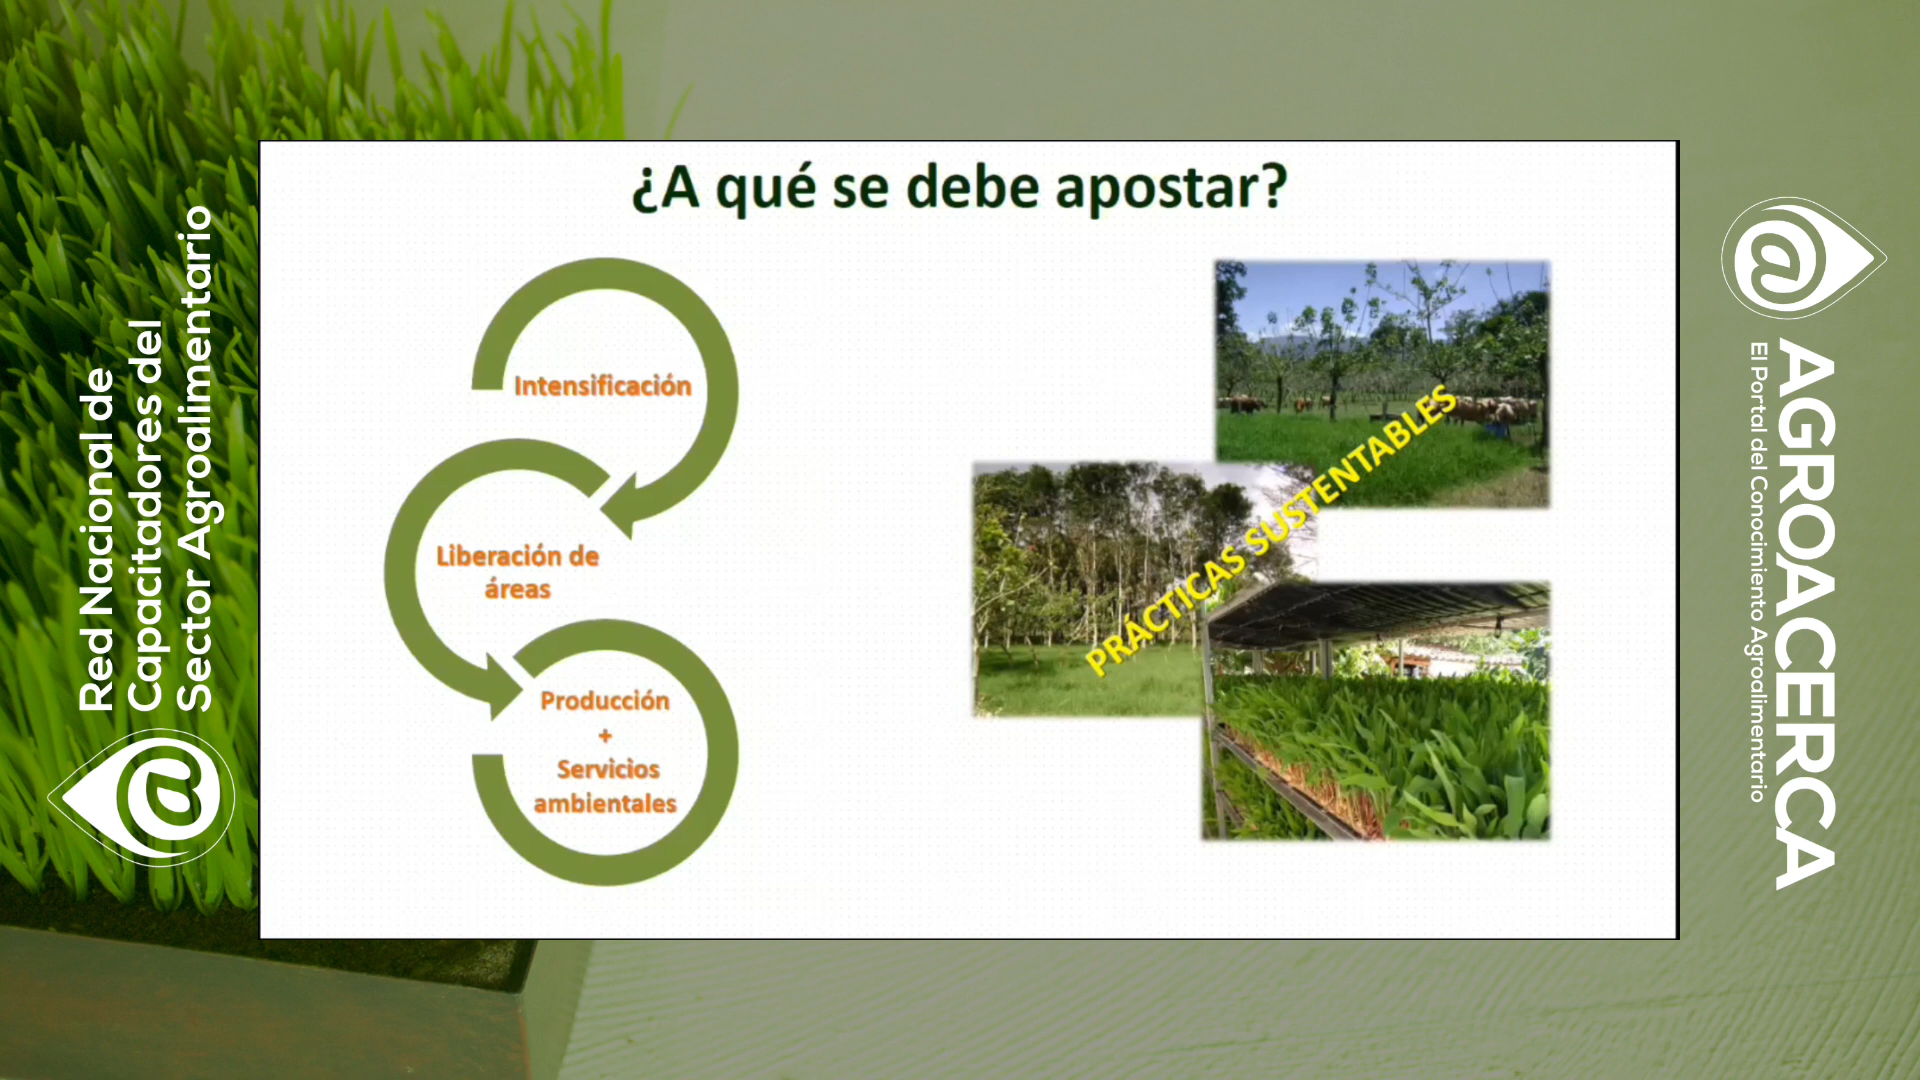 Red Nacional de
Capacitadores del
Sector Agroalimentario
@
¿A qué se debe apostar?
Intensificación
Liberación de
áreas
Producción
+
Servicios
ambientales
PRÁCTICAS SUSTENTABLES
@
AGROACERCA
El Portal del Conocimiento Agroalimentario